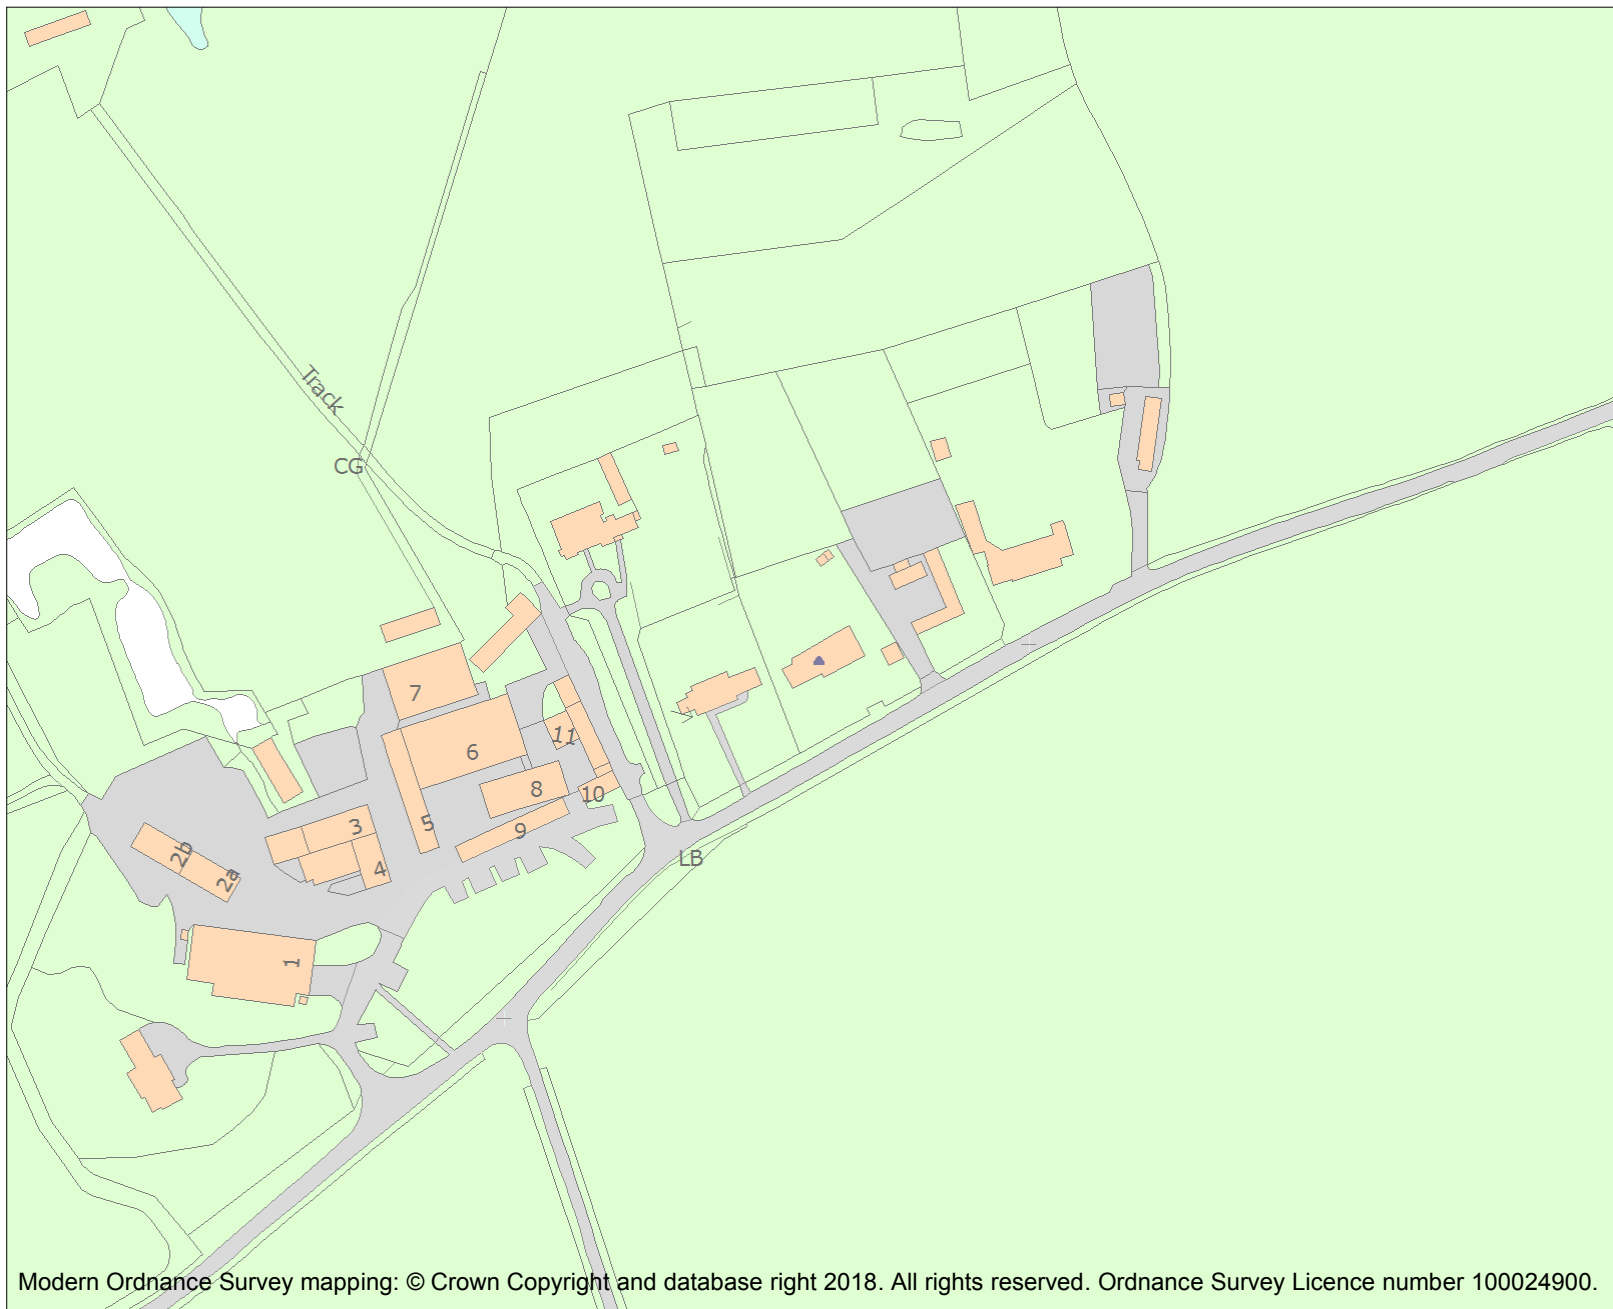 Track
CG
7
6
11
8
10
9
5
3
4
2b
2a
LB
1
Modern Ordnance Survey mapping: © Crown Copyright and database right 2018. All rights reserved. Ordnance Survey Licence number 100024900.